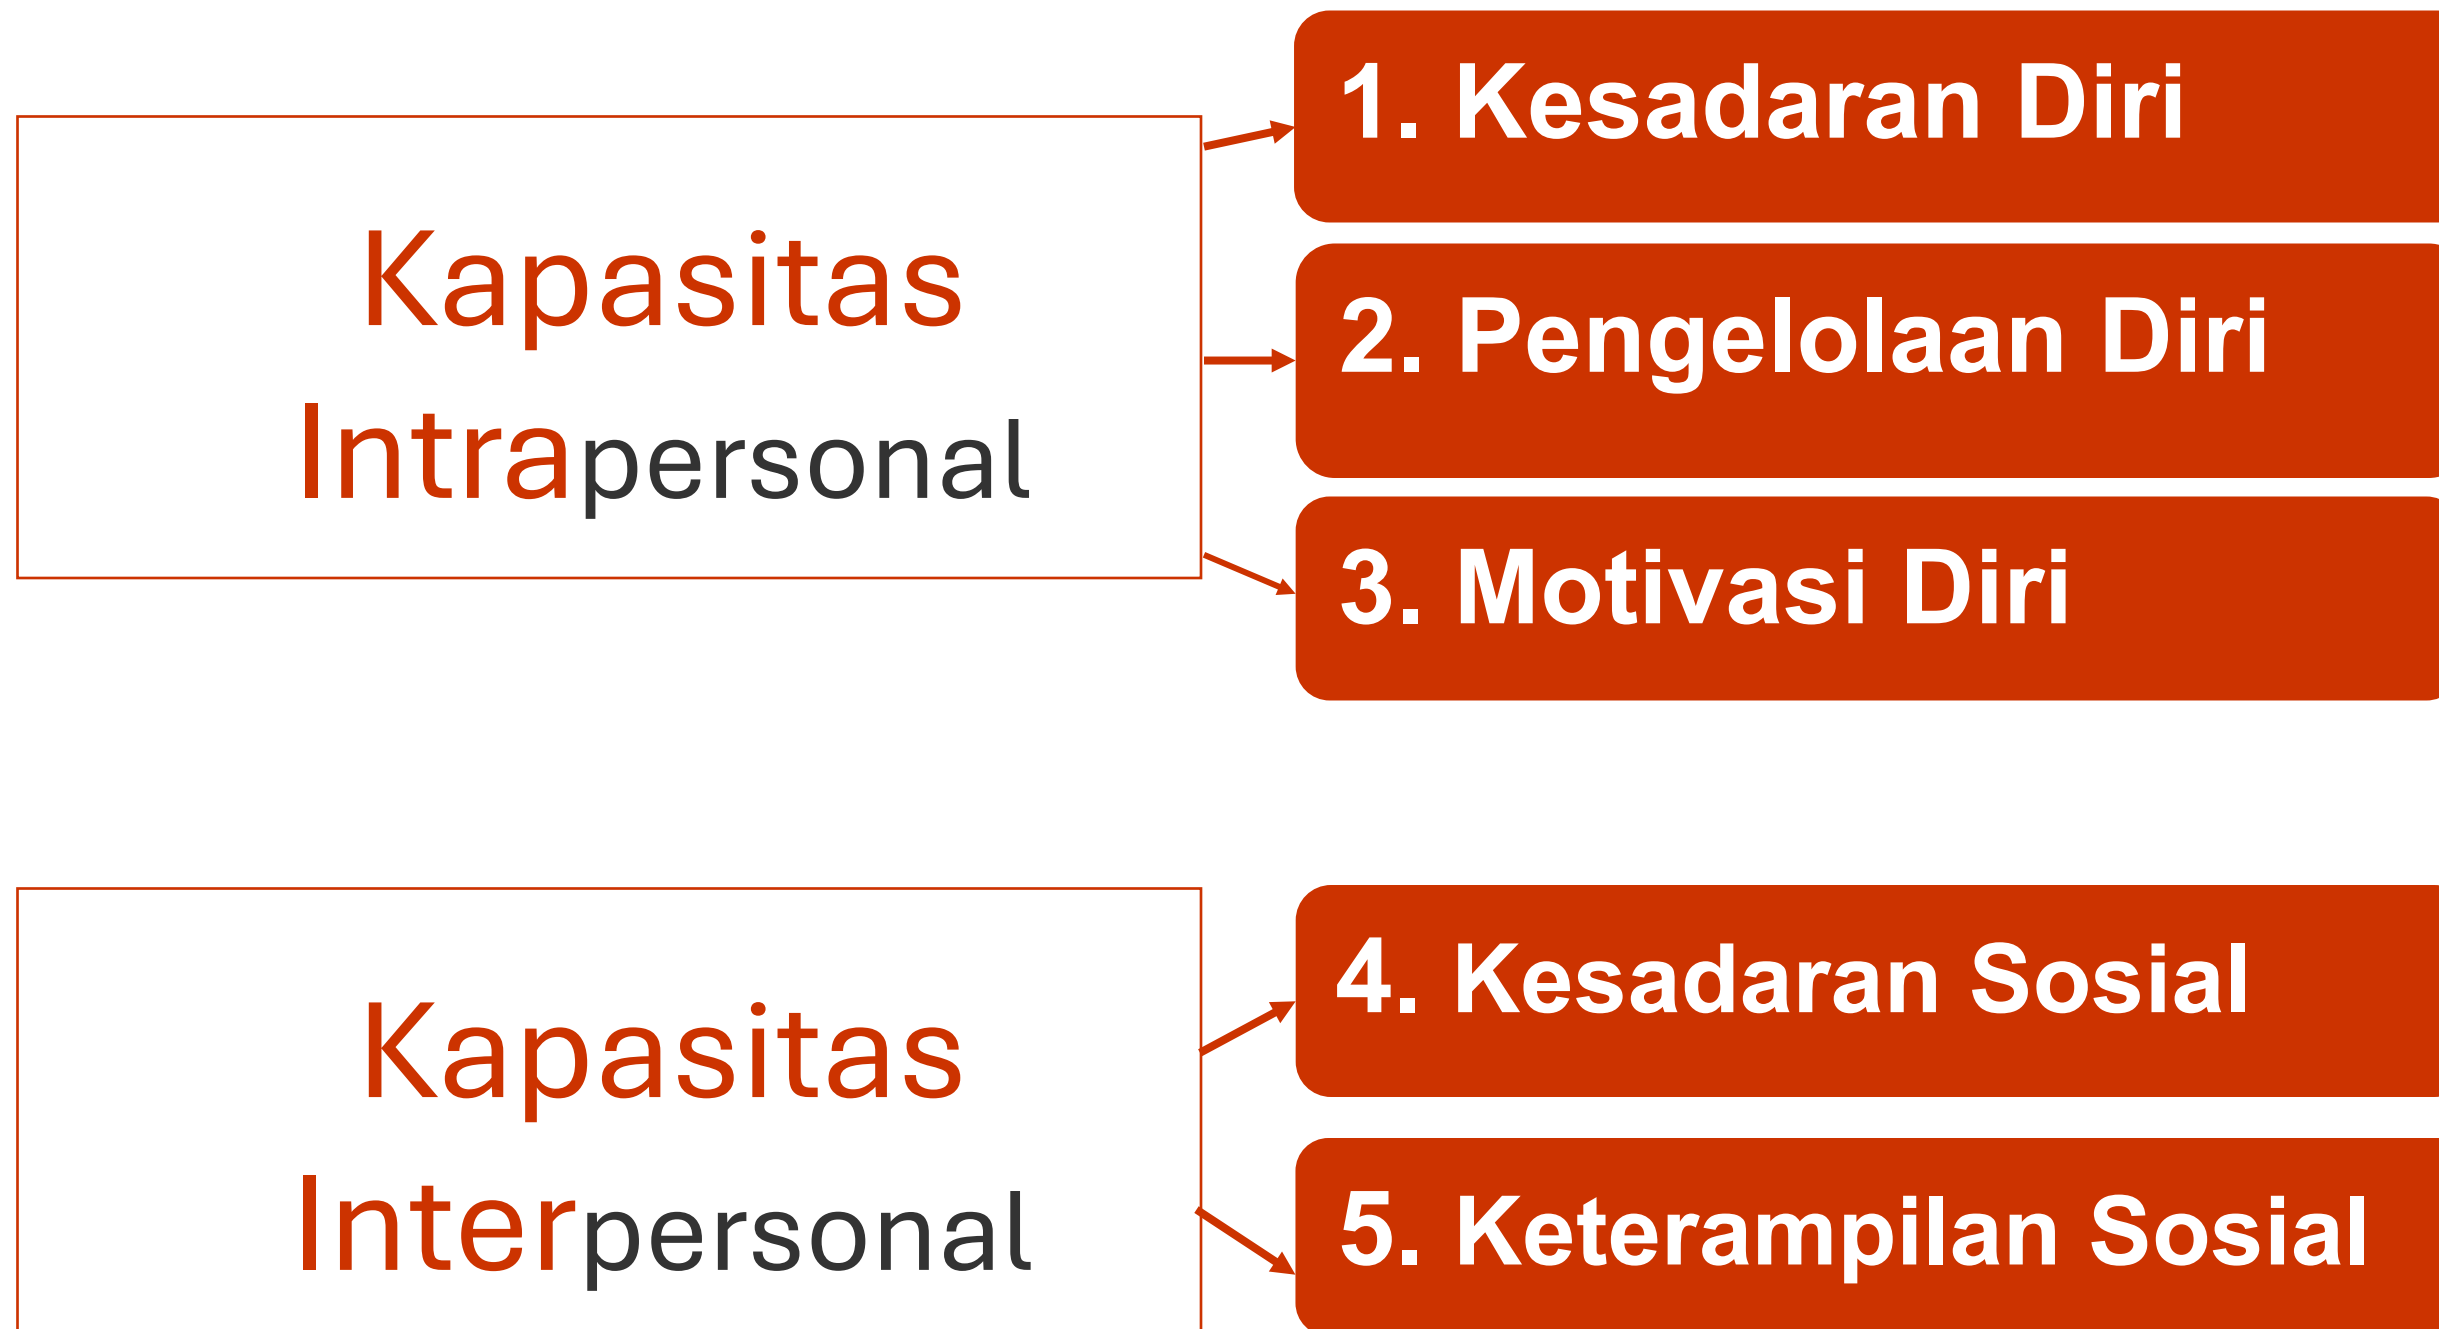 Kapasitas
Intrapersonal
1. Kesadaran Diri
2. Pengelolaan Diri
3. Motivasi Diri
Kapasitas
Interpersonal
4. Kesadaran Sosial
5. Keterampilan Sosial